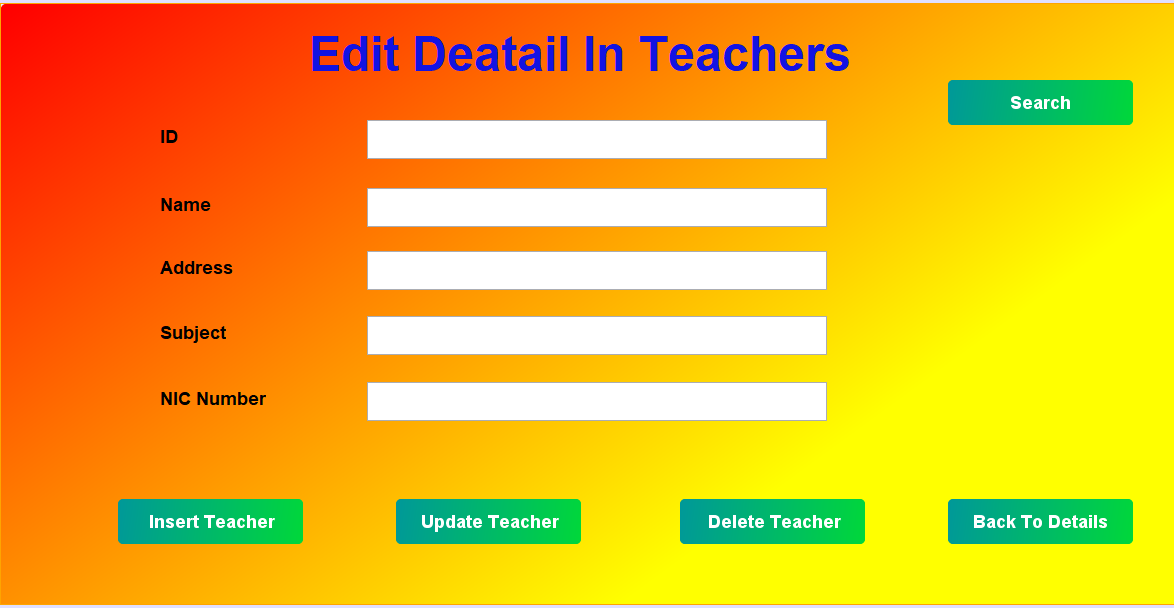 Edit Deatail In Teachers
Search
ID
Name
Address
Subject
NIC Number
Insert Teacher
Update Teacher
Delete Teacher
Back To Details